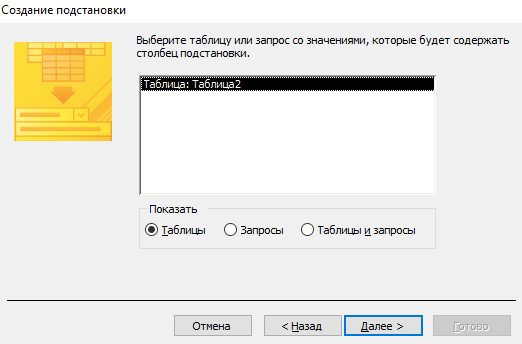 Создание подстановки
Выберите таблицу или запрос со значениями, которые будет содержать
столбец подстановки.
Таблица: Таблица2
Показать
Таблицы
Запросы
Таблицы и запросы
Отмена
< Назад
Далее >
Готово